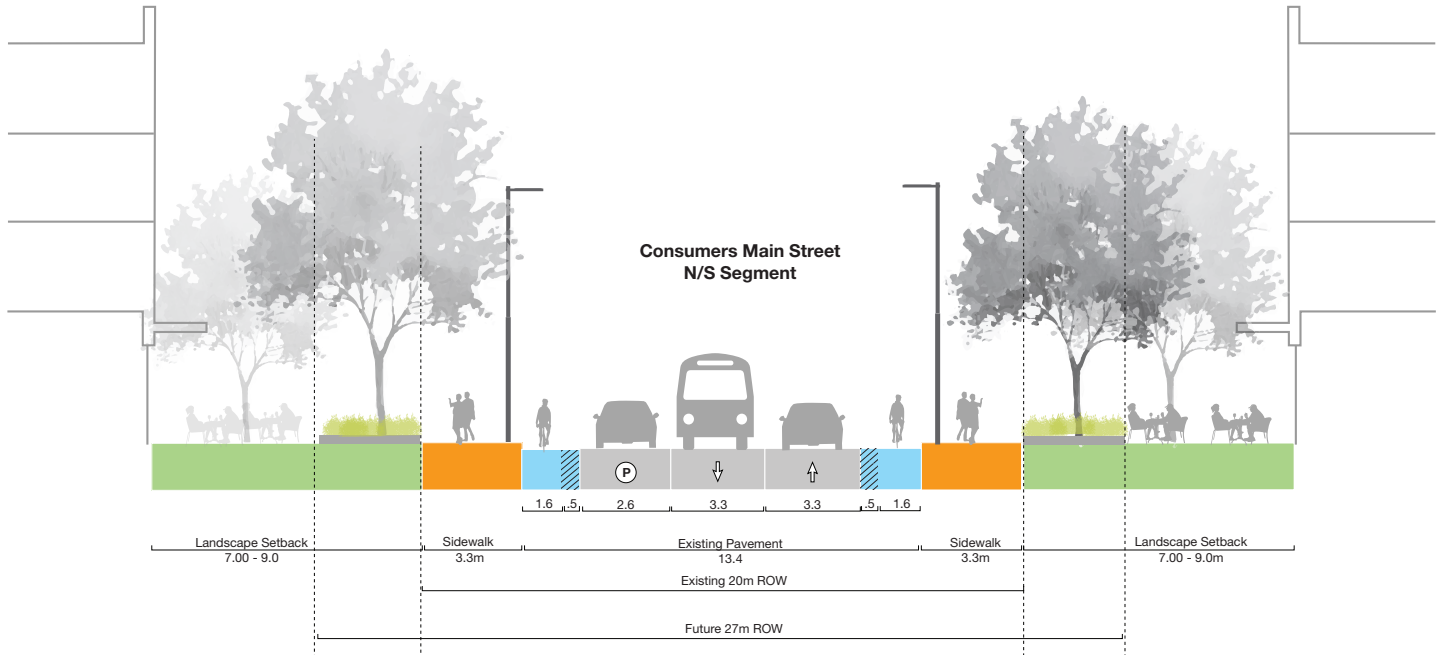 Consumers Main Street
N/S Segment
P
1.6 .5 2.6 3.3 3.3 .5 1.6
Landscape Setback Sidewalk Existing Pavement Sidewalk Landscape Setback
7.00 - 9.0 3.3m 13.4 3.3m 7.00 - 9.0m
Existing 20m ROW
Future 27m ROW